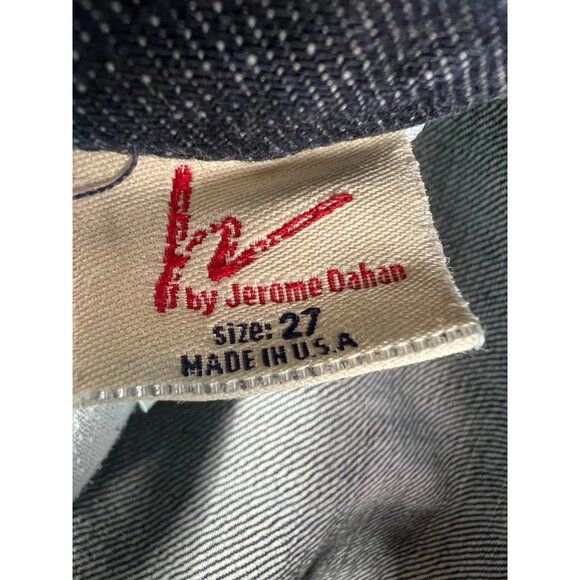 by Jerome Dahan
size: 27
MADE IN U.S.A